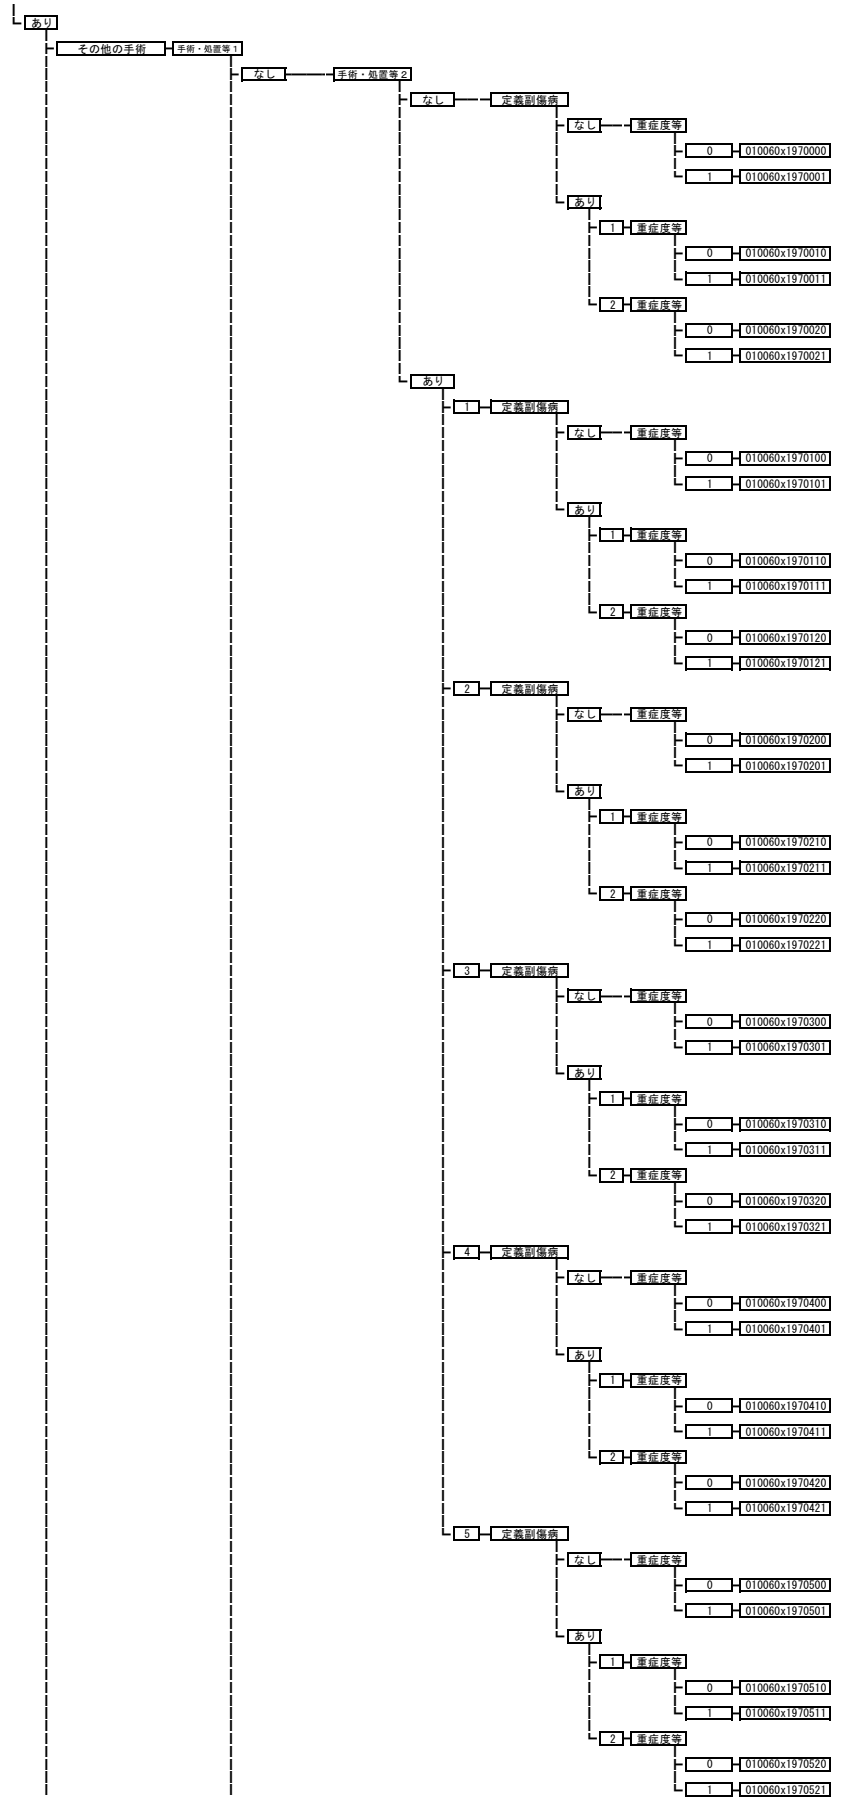 あり
その他の手術 手術・処置等1
なし 手術・処置等2
なし 定義副傷病
なし 重症度等
0 010060x1970000
1 010060x1970001
あり
1 重症度等
0 010060x1970010
1 010060x1970011
2 重症度等
0 010060x1970020
1 010060x1970021
あり
1 定義副傷病
なし 重症度等
0 010060x1970100
1 010060x1970101
あり
1 重症度等
0 010060x1970110
1 010060x1970111
2 重症度等
0 010060x1970120
1 010060x1970121
2 定義副傷病
なし 重症度等
0 010060x1970200
1 010060x1970201
あり
1 重症度等
0 010060x1970210
1 010060x1970211
2 重症度等
0 010060x1970220
1 010060x1970221
3 定義副傷病
なし 重症度等
0 010060x1970300
1 010060x1970301
あり
1 重症度等
0 010060x1970310
1 010060x1970311
2 重症度等
0 010060x1970320
1 010060x1970321
4 定義副傷病
なし 重症度等
0 010060x1970400
1 010060x1970401
あり
1 重症度等
0 010060x1970410
1 010060x1970411
2 重症度等
0 010060x1970420
1 010060x1970421
5 定義副傷病
なし 重症度等
0 010060x1970500
1 010060x1970501
あり
1 重症度等
0 010060x1970510
1 010060x1970511
2 重症度等
0 010060x1970520
1 010060x1970521